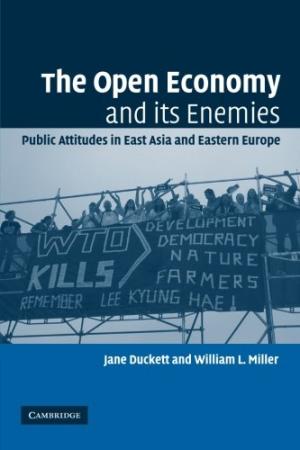 The Open Economy
and its Enemies
Public Attitudes in East Asia and Eastern Europe
WTO
KILLS
DEVELOPMENT
DEMOCRACY
NATURE
FARMERS
REMEMBER LEE KYUNG HAE!
Jane Duckett and William L. Miller
CAMBRIDGE